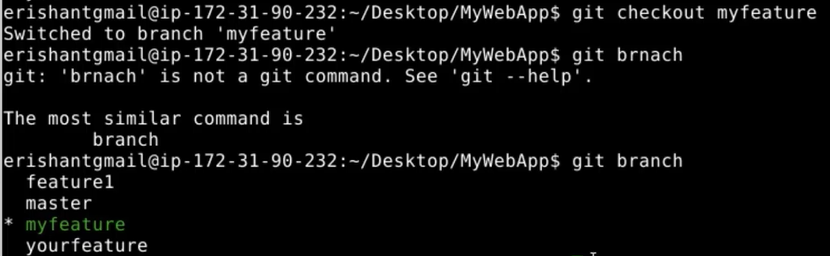 erishantgmail@ip-172-31-90-232:~/Desktop/MyWebApp$ git checkout myfeature
Switched to branch 'myfeature'
erishantgmail@ip-172-31-90-232:~/Desktop/MyWebApp$ git brnach
git: 'brnach' is not a git command. See 'git --help'.
The most similar command is
branch
erishantgmail@ip-172-31-90-232:~/Desktop/MyWebApp$ git branch
feature1
master
* myfeature
yourfeature